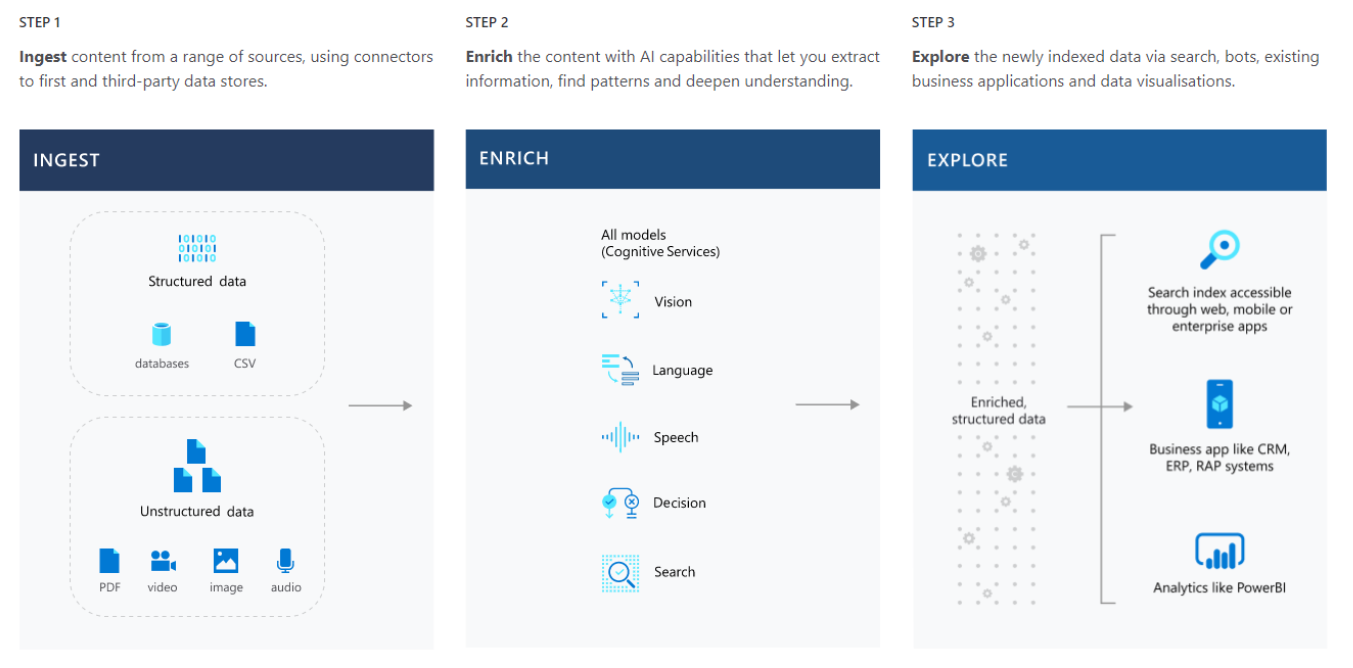 STEP 1
Ingest content from a range of sources, using connectors
to first and third-party data stores.
INGEST
101010
010101
101010
Structured data
databases
CSV
Unstructured data
PDF
video
image
audio
STEP 2
Enrich the content with AI capabilities that let you extract
information, find patterns and deepen understanding.
ENRICH
All models
(Cognitive Services)
Vision
Language
Speech
Decision
Search
STEP 3
Explore the newly indexed data via search, bots, existing
business applications and data visualisations.
EXPLORE
Enriched,
structured data
Search index accessible
through web, mobile or
enterprise apps
Business app like CRM,
ERP, RAP systems
Analytics like PowerBI